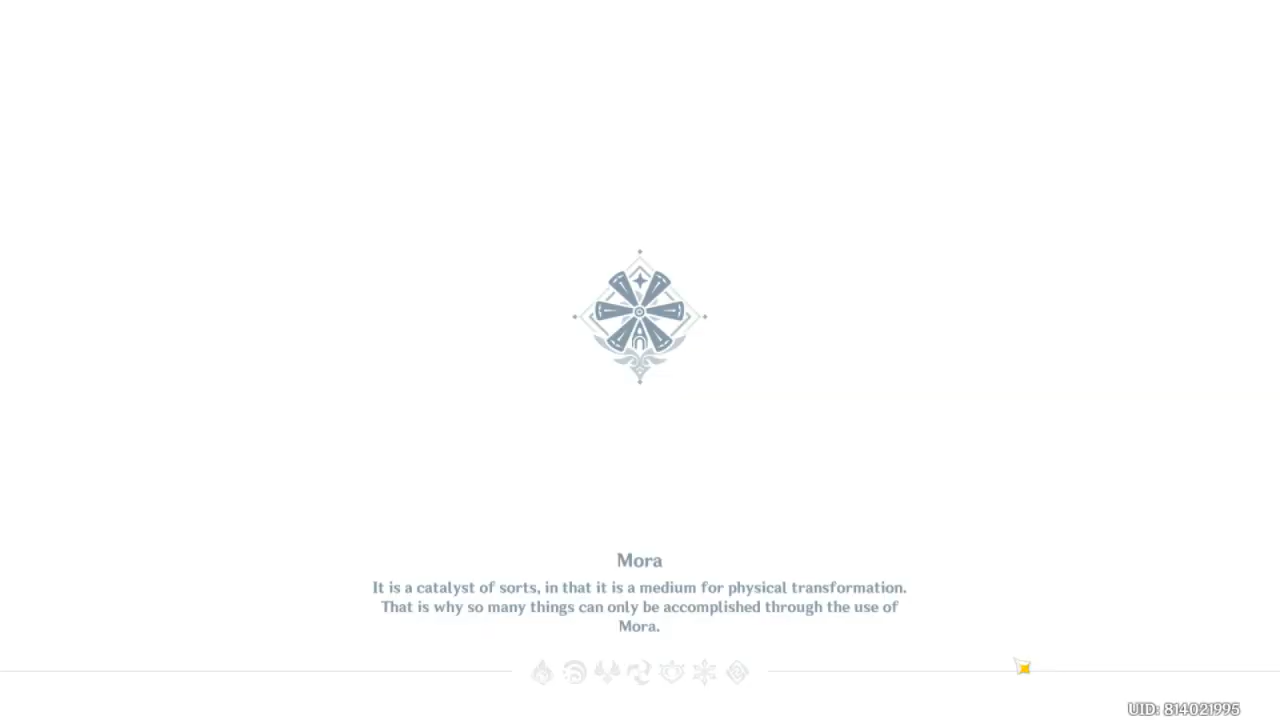 Mora
It is a catalyst of sorts, in that it is a medium for physical transformation.
That is why so many things can only be accomplished through the use of
Mora.
UID: 814021995